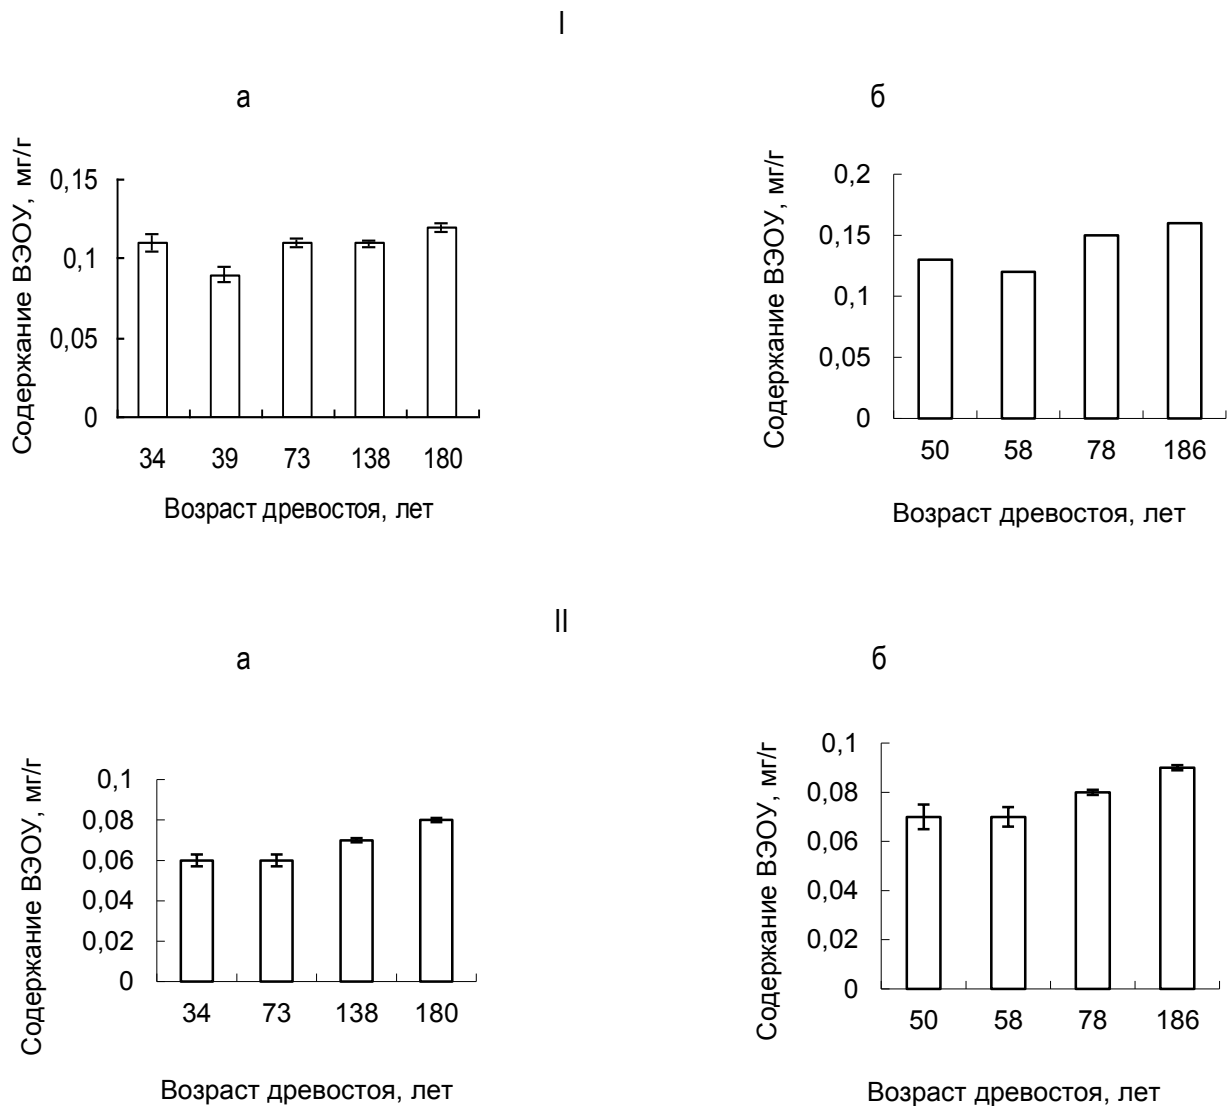 I
а
Содержание ВЭОУ, мг/г
0,15
0,1
0,05
0
34 39 73 138 180
Возраст древостоя, лет
б
Содержание ВЭОУ, мг/г
0,2
0,15
0,1
0,05
0
50 58 78 186
Возраст древостоя, лет
II
а
Содержание ВЭОУ, мг/г
0,1
0,08
0,06
0,04
0,02
0
34 73 138 180
Возраст древостоя, лет
б
Содержание ВЭОУ, мг/г
0,1
0,08
0,06
0,04
0,02
0
50 58 78 186
Возраст древостоя, лет